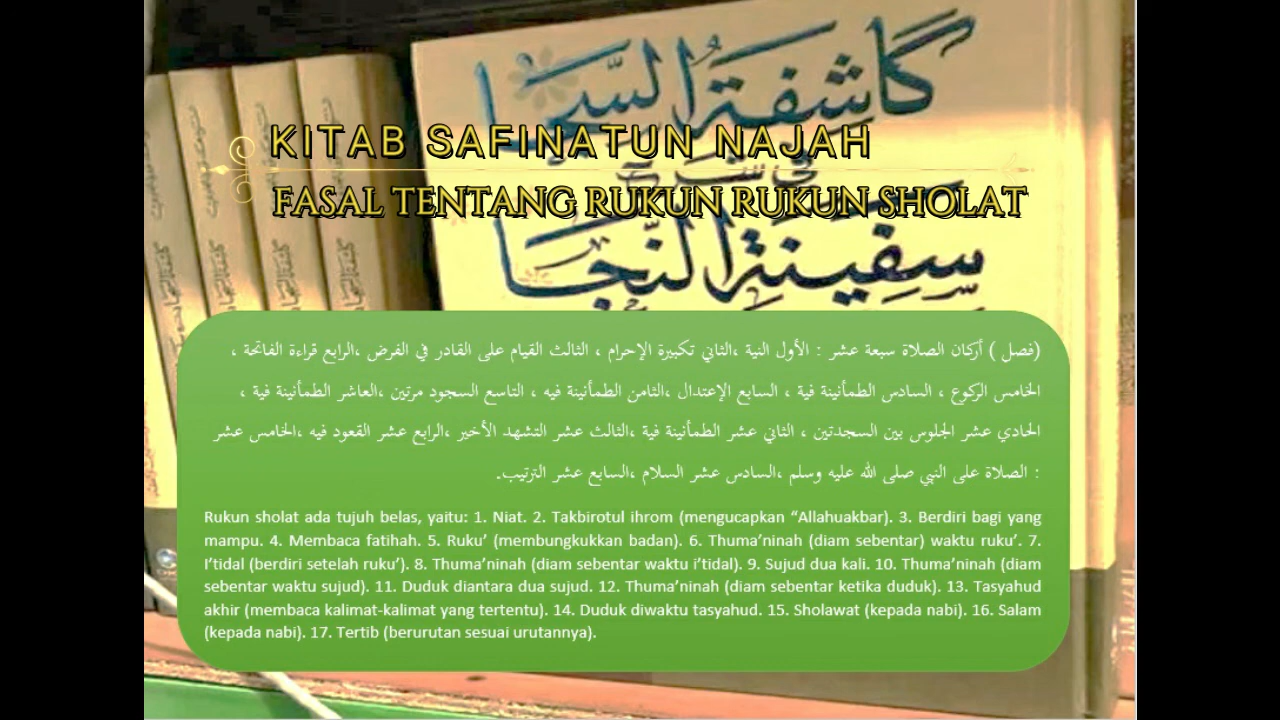 كاشفة السجا
KITAB SAFINATUN NAJAH
في شرح
FASAL TENTANG RUKUN RUKUN SHOLAT
سفينة النجا
(فصل ) أركان الصلاة سبعة عشر : الأول النية ،الثاني تكبيرة الإحرام ، الثالث القيام على القادر في الفرض ،الرابع قراءة الفاتحة ،
الخامس الركوع ، السادس الطمأنينة فية ، السابع الإعتدال ،الثامن الطمأنينة فيه ، التاسع السجود مرتين ،العاشر الطمأنينة فية ،
الحادي عشر الجلوس بين السجدتين ، الثاني عشر الطمأنينة فية ،الثالث عشر التشهد الأخير ،الرابع عشر القعود فيه ،الخامس عشر
: الصلاة على النبي صلى الله عليه وسلم ،السادس عشر السلام ،السابع عشر الترتيب.
Rukun sholat ada tujuh belas, yaitu: 1. Niat. 2. Takbirotul ihrom (mengucapkan “Allahuakbar). 3. Berdiri bagi yang
mampu. 4. Membaca fatihah. 5. Ruku’ (membungkukkan badan). 6. Thuma’ninah (diam sebentar) waktu ruku’. 7.
I’tidal (berdiri setelah ruku’). 8. Thuma’ninah (diam sebentar waktu i’tidal). 9. Sujud dua kali. 10. Thuma’ninah (diam
sebentar waktu sujud). 11. Duduk diantara dua sujud. 12. Thuma’ninah (diam sebentar ketika duduk). 13. Tasyahud
akhir (membaca kalimat-kalimat yang tertentu). 14. Duduk diwaktu tasyahud. 15. Sholawat (kepada nabi). 16. Salam
(kepada nabi). 17. Tertib (berurutan sesuai urutannya).